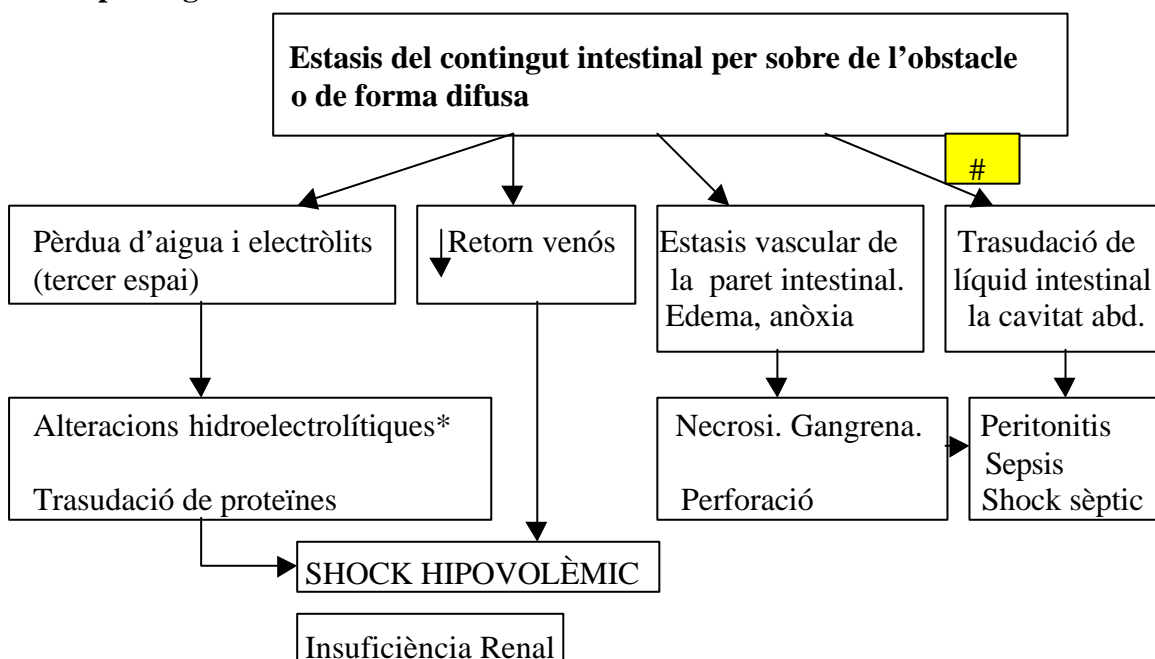 Estasis del contingut intestinal per sobre de l’obstacle
o de forma difusa
#
Pèrdua d’aigua i electròlits
(tercer espai)
Retorn venós
Estasis vascular de
la paret intestinal.
Edema, anòxia
Trasudació de
líquid intestinal
la cavitat abd.
Alteracions hidroelectrolítiques*
Trasudació de proteïnes
Necrosi. Gangrena.
Perforació
Peritonitis
Sepsis
Shock sèptic
SHOCK HIPOVOLÈMIC
Insuficiència Renal